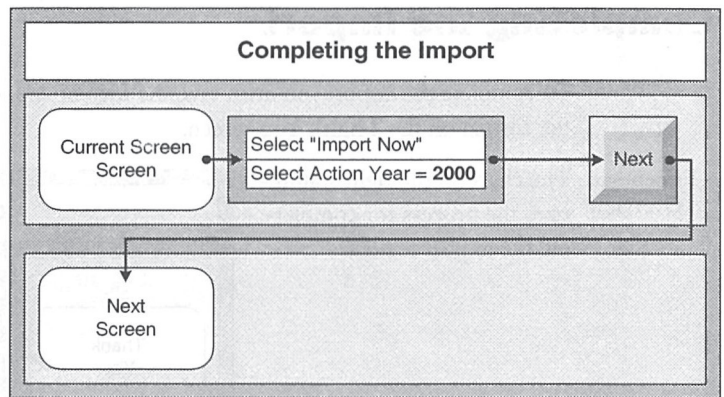 Completing the Import
Current Screen
Screen
Select "Import Now"
Select Action Year = 2000
Next
Next
Screen